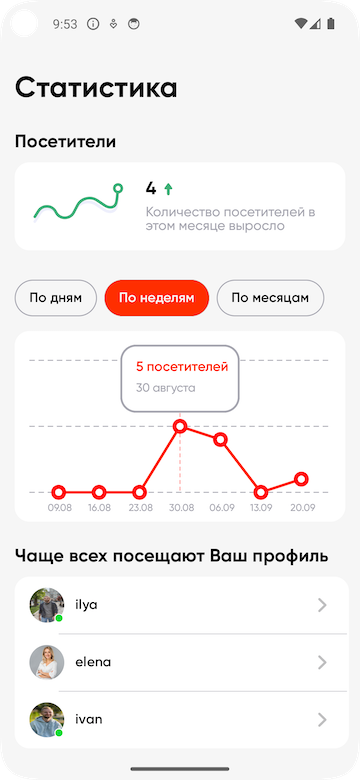 9:53
Статистика
Посетители
4
Количество посетителей в
этом месяце выросло
По дням
По неделям
По месяцам
5 посетителей
30 августа
09.08
16.08
23.08
30.08
06.09
13.09
20.09
Чаще всех посещают Ваш профиль
ilya
elena
ivan